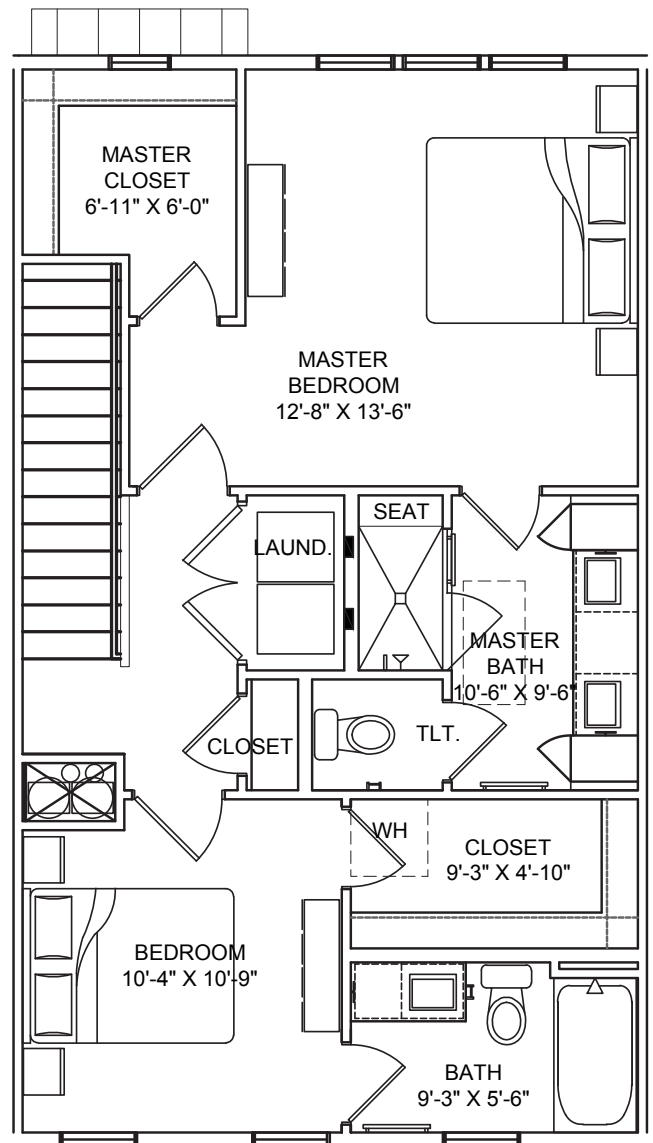 MASTER
CLOSET
6'-11" X 6'-0"
MASTER
BEDROOM
12'-8" X 13'-6"
SEAT
LAUND.
MASTER
BATH
10'-6" X 9'-6"
TLT.
CLOSET
WH
CLOSET
9'-3" X 4'-10"
BEDROOM
10'-4" X 10'-9"
BATH
9'-3" X 5'-6"